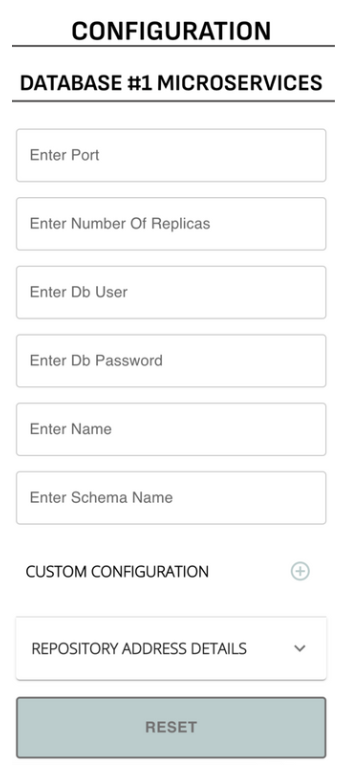 CONFIGURATION
DATABASE #1 MICROSERVICES
Enter Port
Enter Number Of Replicas
Enter Db User
Enter Db Password
Enter Name
Enter Schema Name
CUSTOM CONFIGURATION
REPOSITORY ADDRESS DETAILS
RESET